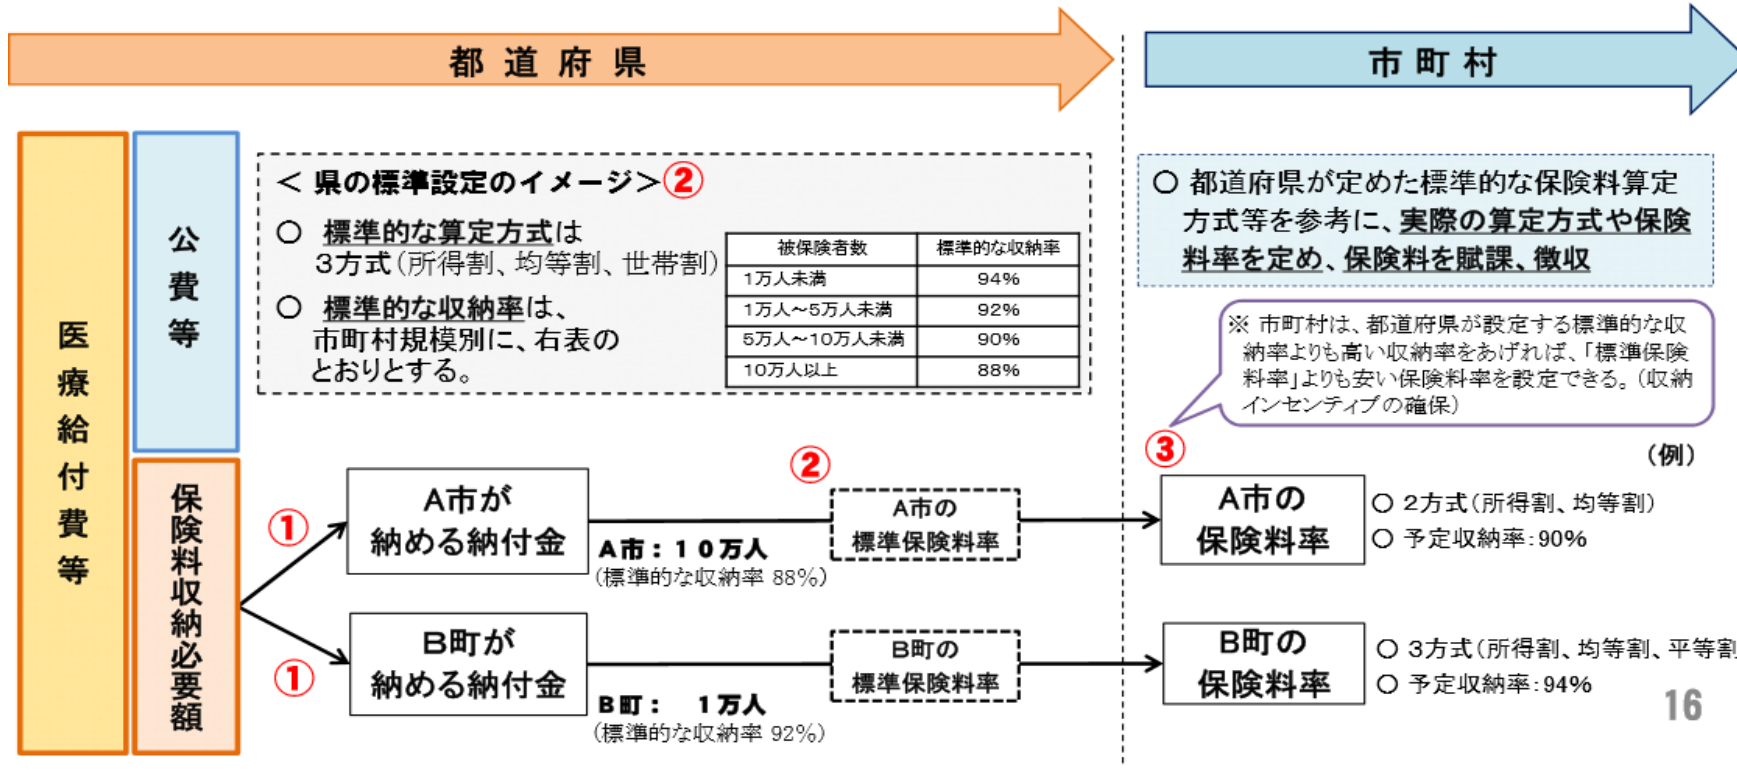 都道府県
市町村
医療給付費等
公費等
保険料収納必要額
＜ 県の標準設定のイメージ＞②
○ 標準的な算定方式は
3方式(所得割、均等割、世帯割)
○ 標準的な収納率は、
市町村規模別に、右表の
とおりとする。
被保険者数 標準的な収納率
1万人未満 94%
1万人～5万人未満 92%
5万人～10万人未満 90%
10万人以上 88%
○ 都道府県が定めた標準的な保険料算定
方式等を参考に、実際の算定方式や保険
料率を定め、保険料を賦課、徴収
※ 市町村は、都道府県が設定する標準的な収
納率よりも高い収納率をあげれば、「標準保険
料率」よりも安い保険料率を設定できる。(収納
インセンティブの確保)
①
A市が
納める納付金
A市：10万人
(標準的な収納率 88%)
②
A市の
標準保険料率
③
A市の
保険料率
(例)
○ 2方式(所得割、均等割)
○ 予定収納率：90%
①
B町が
納める納付金
B町： 1万人
(標準的な収納率 92%)
B町の
標準保険料率
B町の
保険料率
○ 3方式(所得割、均等割、平等割
○ 予定収納率：94%
16